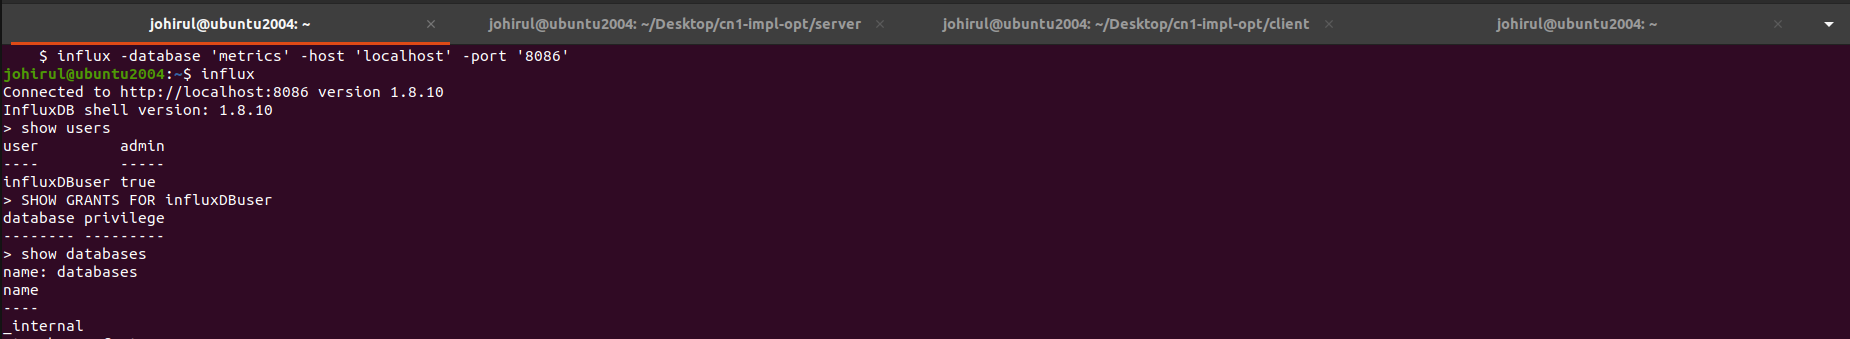 johirul@ubuntu2004: ~ × johirul@ubuntu2004: ~/Desktop/cn1-impl-opt/server × johirul@ubuntu2004: ~/Desktop/cn1-impl-opt/client × johirul@ubuntu2004: ~ ×
$ influx -database 'metrics' -host 'localhost' -port '8086'
johirul@ubuntu2004:~$ influx
Connected to http://localhost:8086 version 1.8.10
InfluxDB shell version: 1.8.10
> show users
user         admin
----         -----
influxDBuser true
> SHOW GRANTS FOR influxDBuser
database privilege
-------- ---------
> show databases
name: databases
name
----
_internal